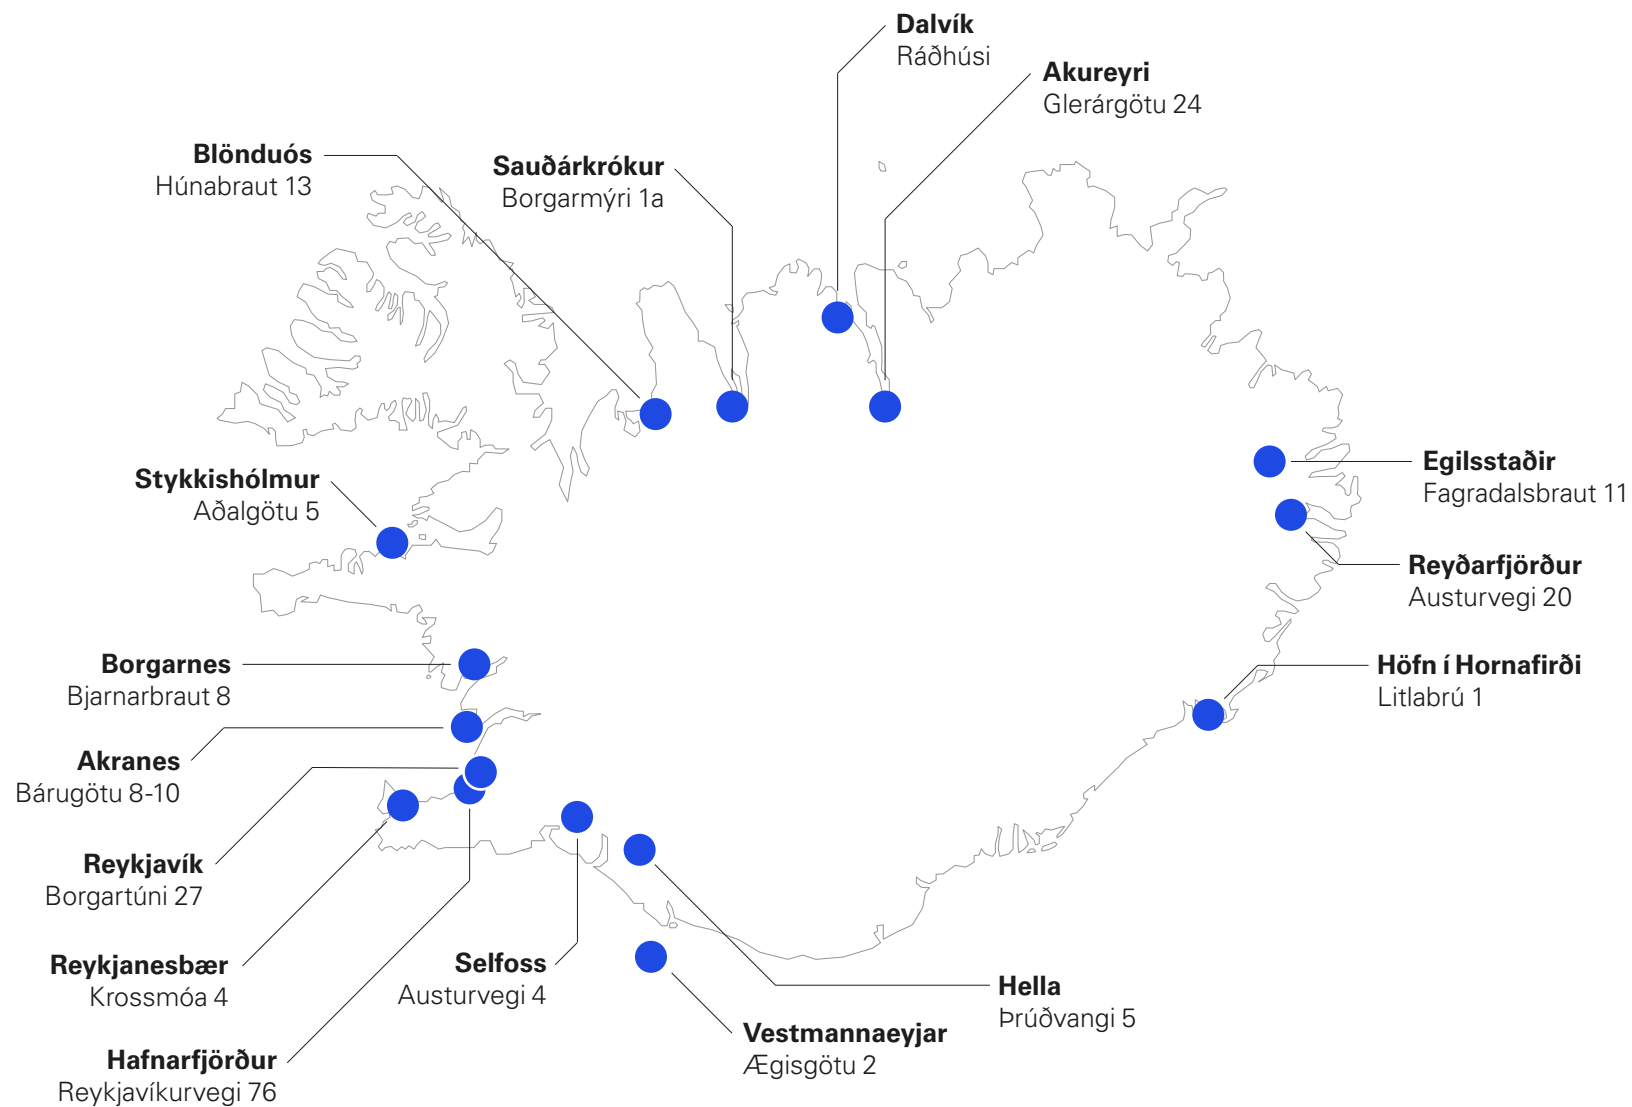 Dalvík
Ráðhúsi
Akureyri
Glerárgötu 24
Blönduós
Húnabraut 13
Sauðárkrókur
Borgarmýri 1a
Stykkishólmur
Aðalgötu 5
Egilsstaðir
Fagradalsbraut 11
Reyðarfjörður
Austurvegi 20
Borgarnes
Bjarnarbraut 8
Höfn í Hornafirði
Litlabrú 1
Akranes
Bárugötu 8-10
Reykjavík
Borgartúni 27
Reykjanesbær
Krossmóa 4
Selfoss
Austurvegi 4
Hella
Þrúðvangi 5
Vestmannaeyjar
Ægisgötu 2
Hafnarfjörður
Reykjavíkurvegi 76